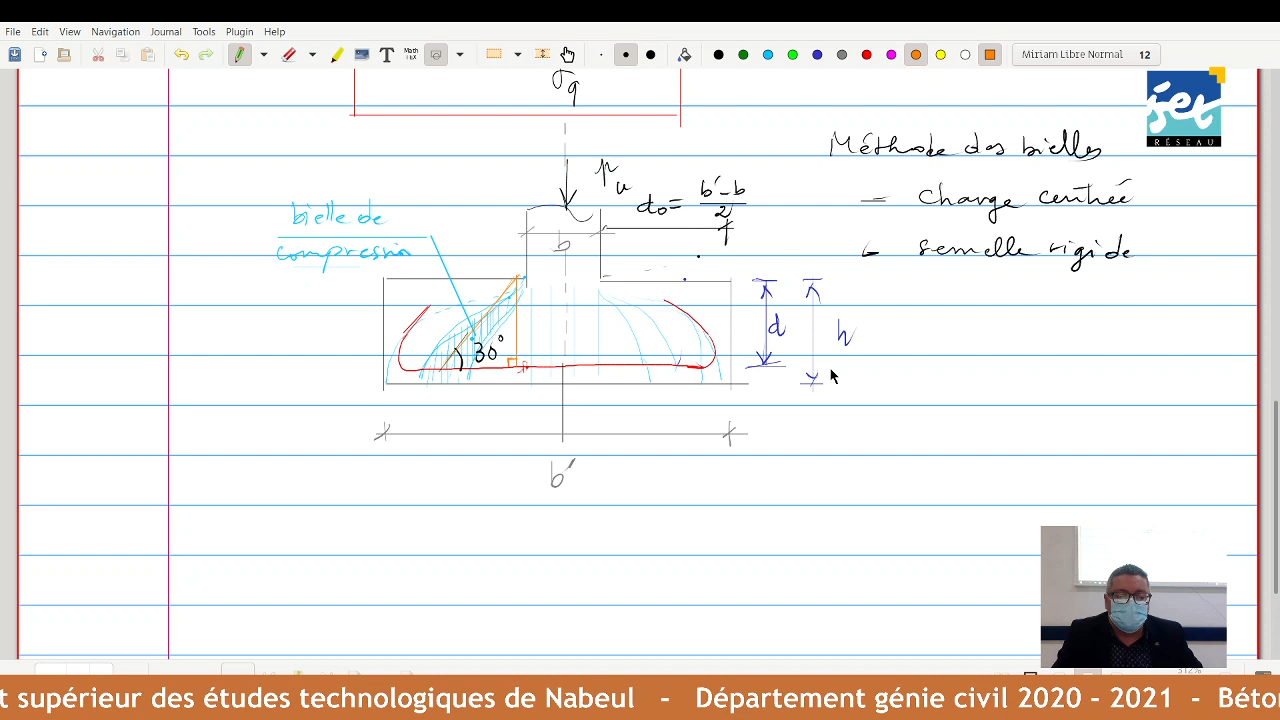 File Edit View Navigation Journal Tools Plugin Help
Math
Miriam Libre Normal 12
σq
iset
RÉSEAU
Méthode des bielles
Pu
d₀ = b'-b / 2
– charge centrée
– semelle rigide
bielle de
compression
b
30°
d
h
b'
t supérieur des études technologiques de Nabeul - Département génie civil 2020 - 2021 - Béto